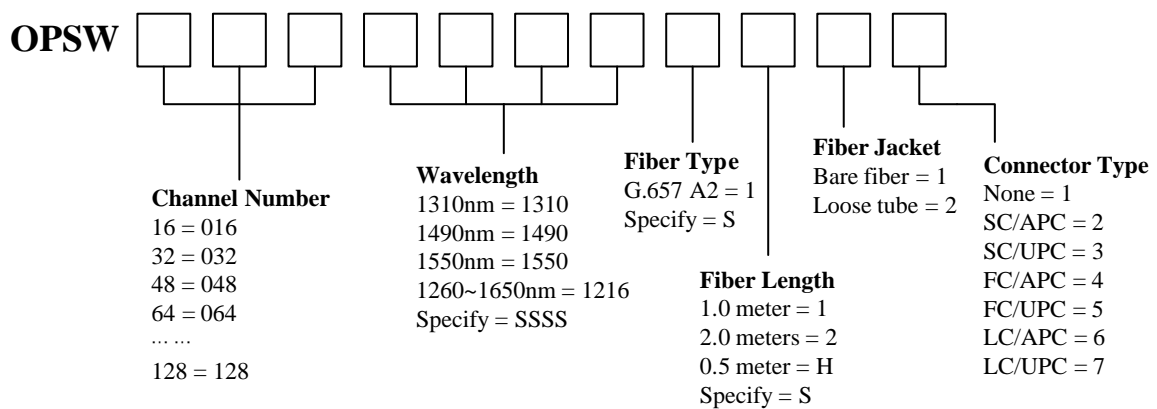 OPSW
Channel Number
16 = 016
32 = 032
48 = 048
64 = 064
... ...
128 = 128
Wavelength
1310nm = 1310
1490nm = 1490
1550nm = 1550
1260~1650nm = 1216
Specify = SSSS
Fiber Type
G.657 A2 = 1
Specify = S
Fiber Length
1.0 meter = 1
2.0 meters = 2
0.5 meter = H
Specify = S
Fiber Jacket
Bare fiber = 1
Loose tube = 2
Connector Type
None = 1
SC/APC = 2
SC/UPC = 3
FC/APC = 4
FC/UPC = 5
LC/APC = 6
LC/UPC = 7